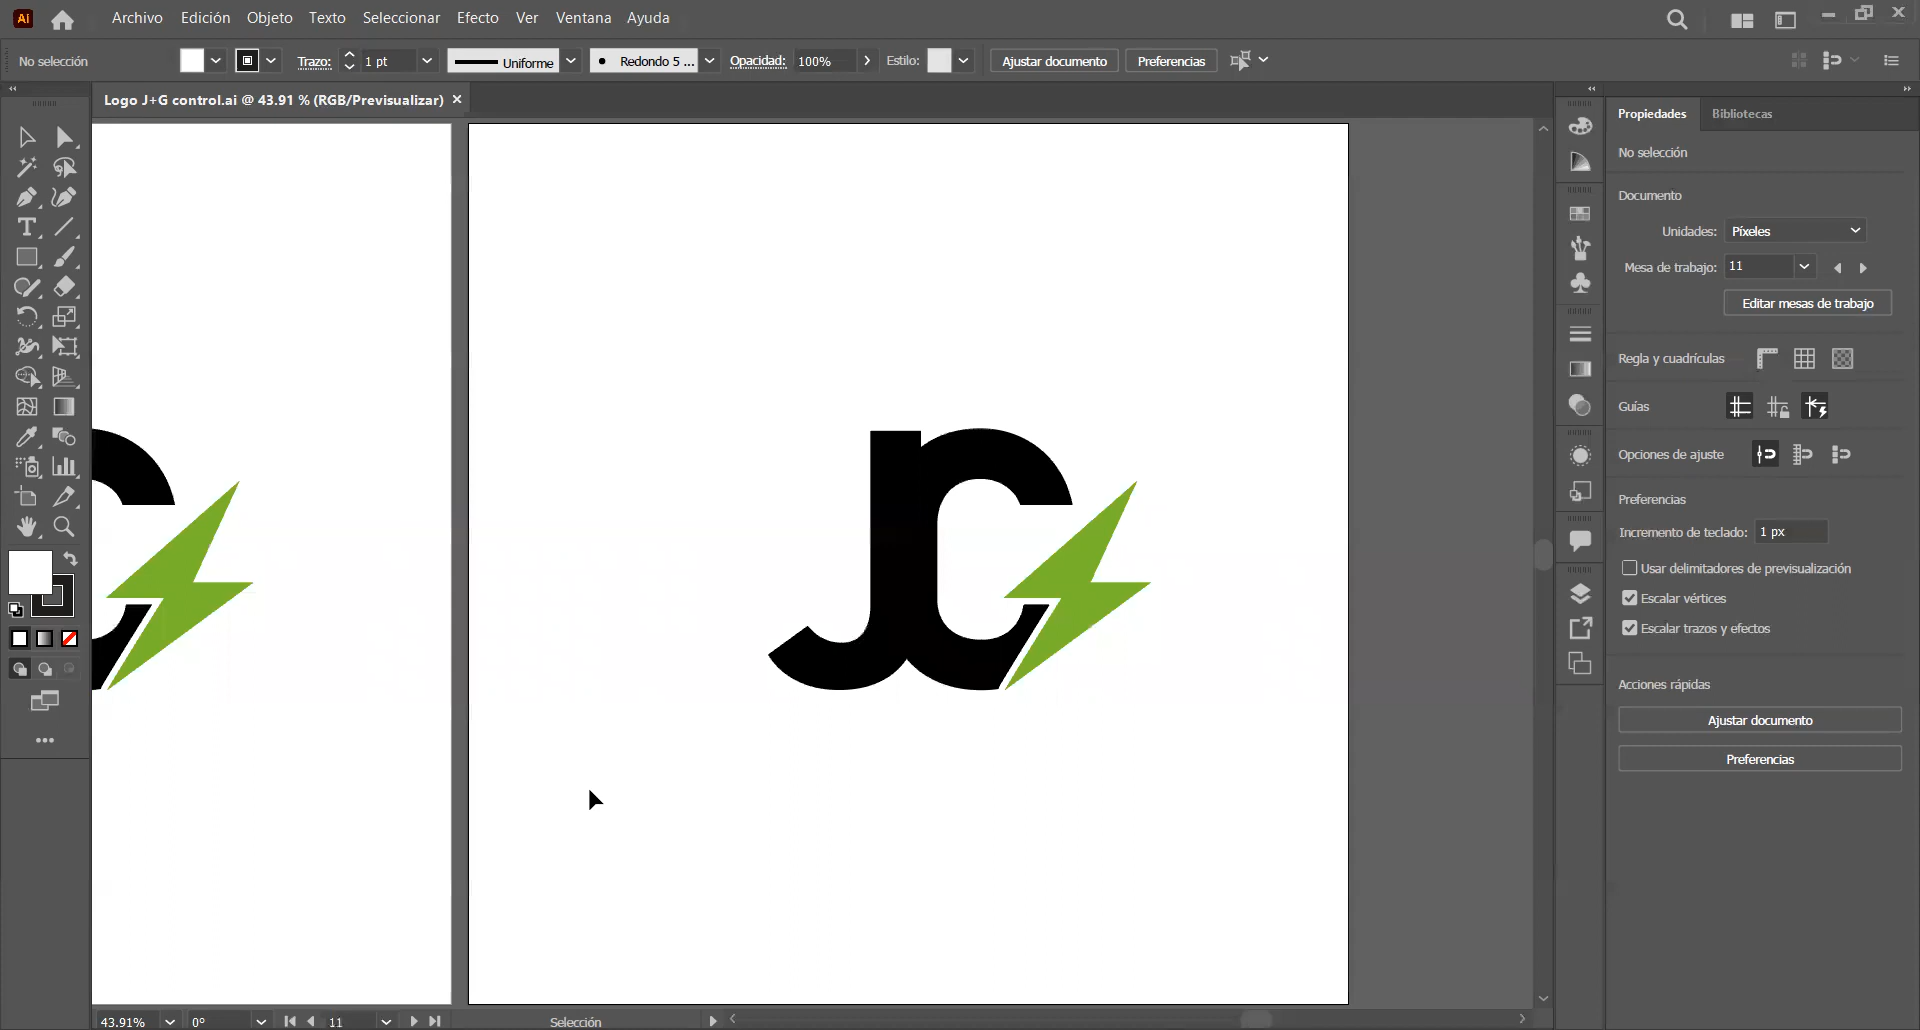 Ai Archivo Edición Objeto Texto Seleccionar Efecto Ver Ventana Ayuda
No selección Trazo: 1 pt Uniforme Redondo 5 ... Opacidad: 100% Estilo: Ajustar documento Preferencias
Logo J+G control.ai @ 43.91 % (RGB/Previsualizar) ×
Propiedades Bibliotecas
No selección
Documento
Unidades: Píxeles
Mesa de trabajo: 11
Editar mesas de trabajo
Regla y cuadrículas
Guías
Opciones de ajuste
Preferencias
Incremento de teclado: 1 px
Usar delimitadores de previsualización
Escalar vértices
Escalar trazos y efectos
Acciones rápidas
Ajustar documento
Preferencias
JC
43.91% 0° 11 Selección